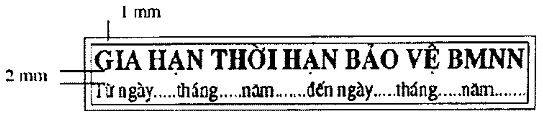 1 mm
GIA HẠN THỜI HẠN BẢO VỆ BMNN
2 mm
Từ ngày.....tháng.....năm.......đến ngày.....tháng.....năm.......